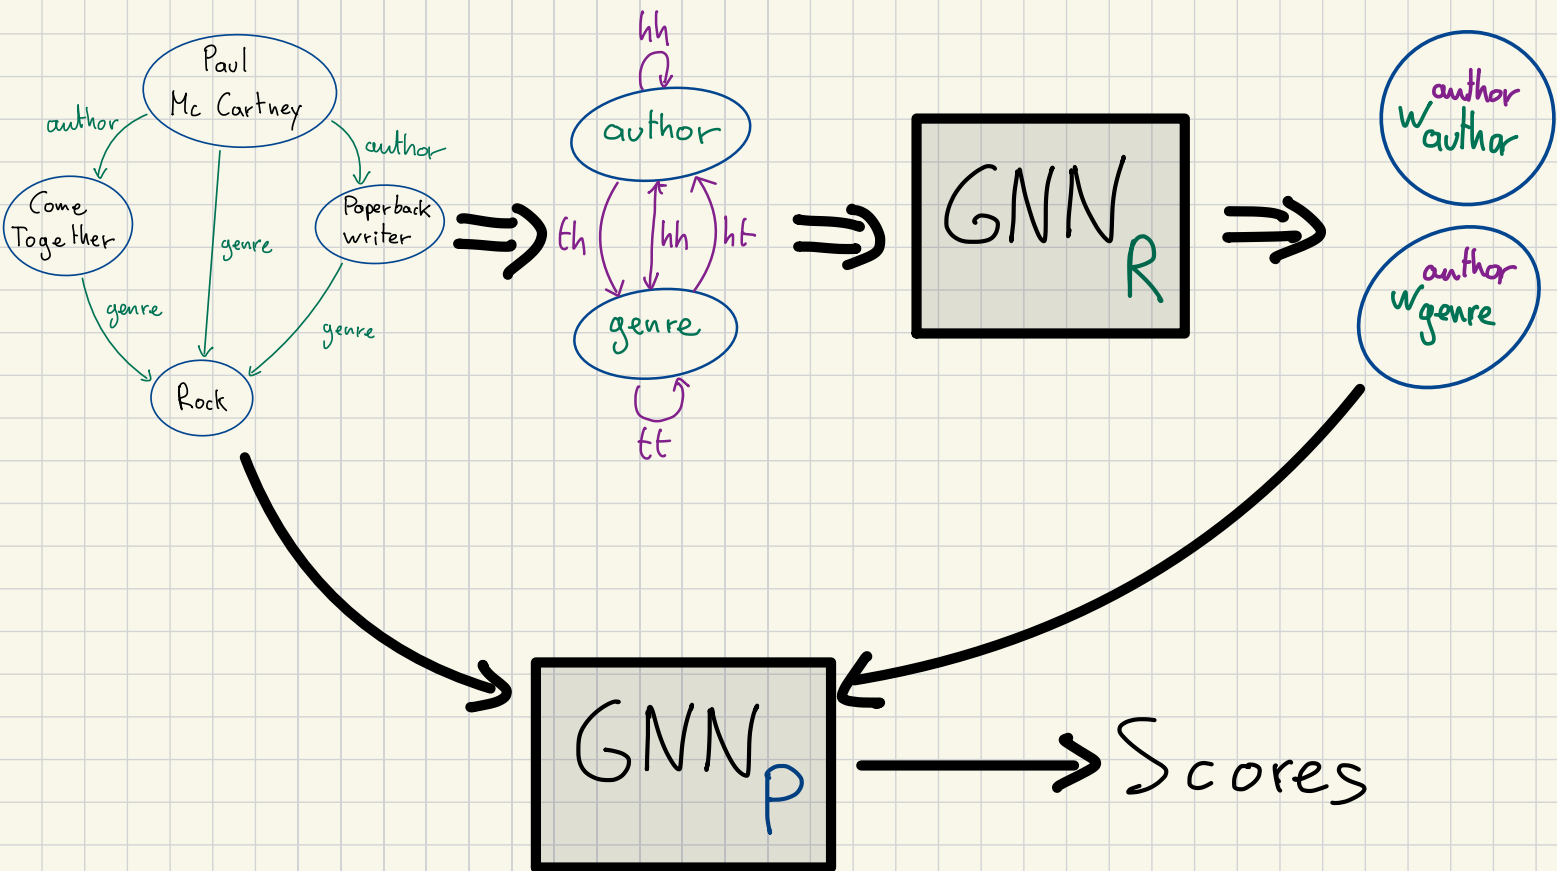 Paul
Mc Cartney
author
author
Come
Together
Paperback
writer
genre
genre
genre
Rock
hh
author
th
hh
ht
genre
tt
GNN
R
author
w
author
author
w
genre
GNN
P
Scores